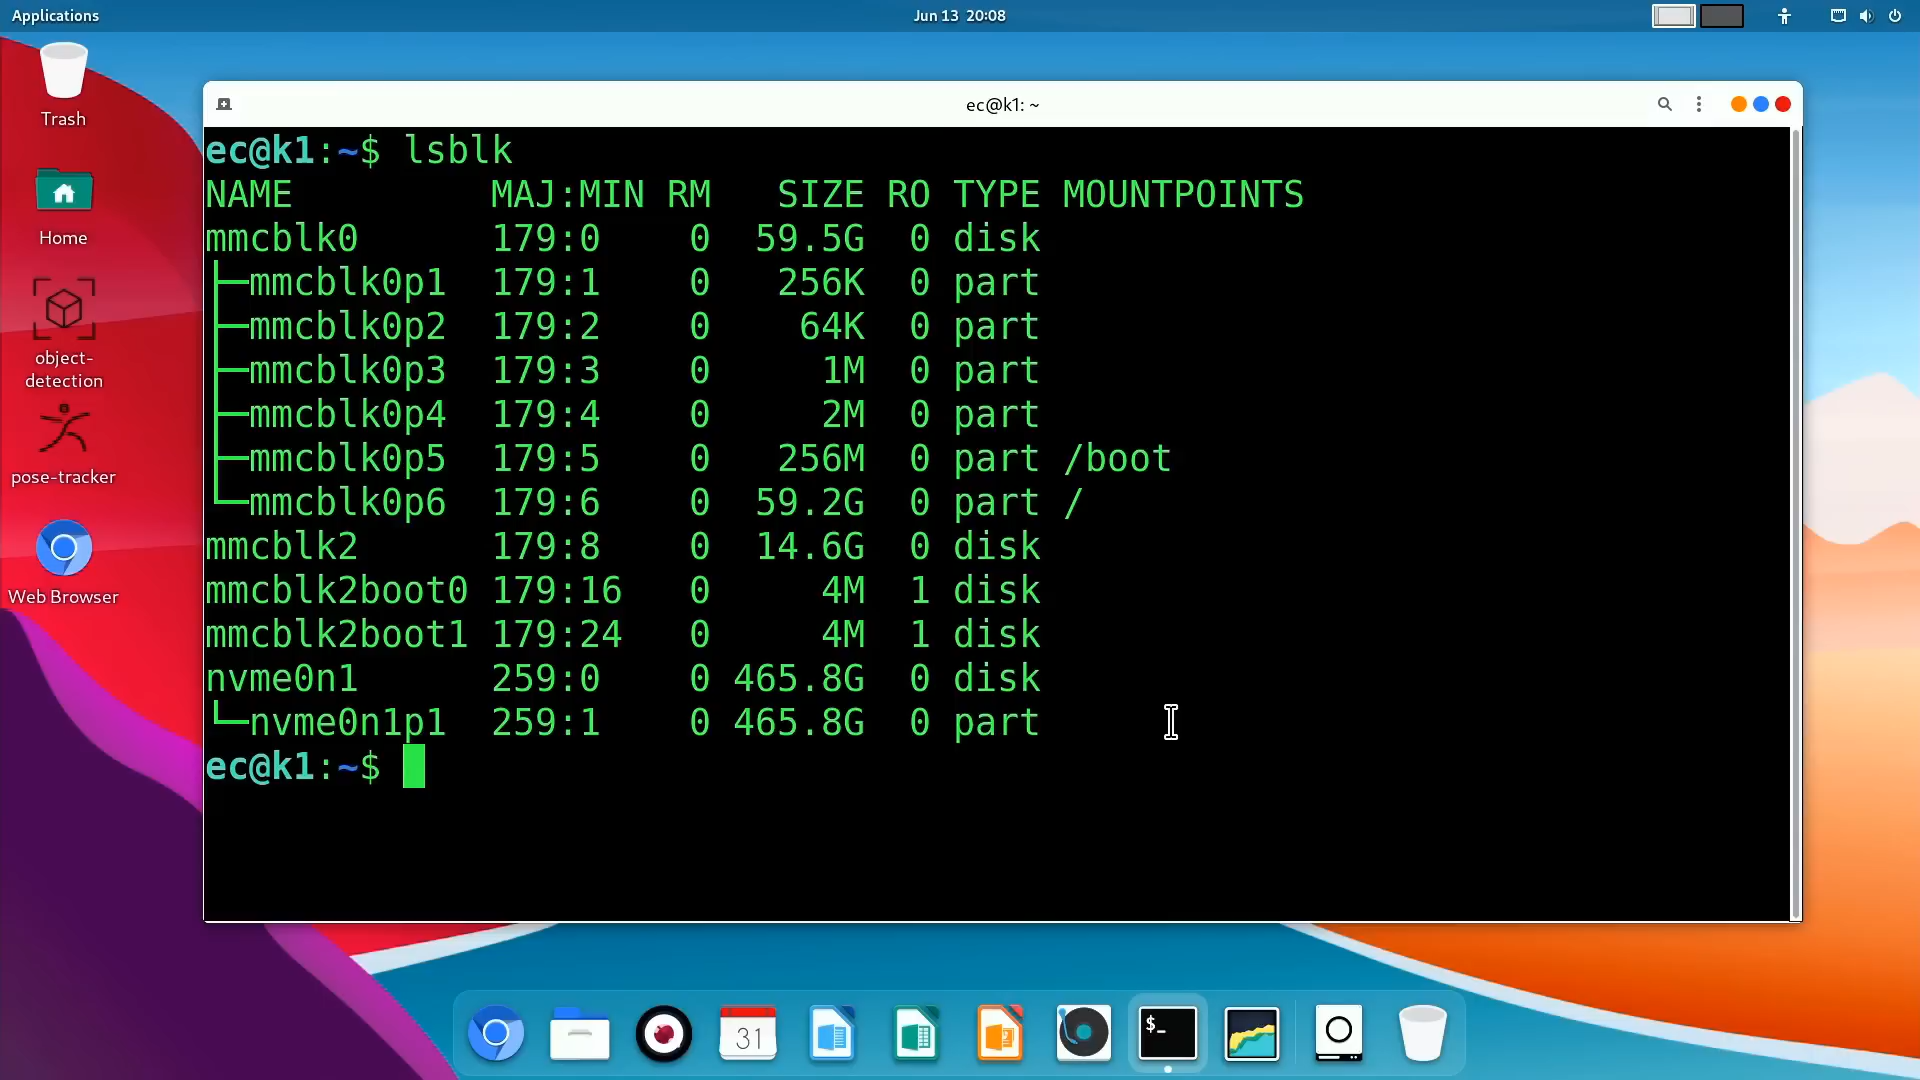 Applications
Jun 13 20:08
Trash
Home
object-
detection
pose-tracker
Web Browser
ec@k1: ~
ec@k1:~$ lsblk
NAME MAJ:MIN RM SIZE RO TYPE MOUNTPOINTS
mmcblk0 179:0 0 59.5G 0 disk
├─mmcblk0p1 179:1 0 256K 0 part
├─mmcblk0p2 179:2 0 64K 0 part
├─mmcblk0p3 179:3 0 1M 0 part
├─mmcblk0p4 179:4 0 2M 0 part
├─mmcblk0p5 179:5 0 256M 0 part /boot
└─mmcblk0p6 179:6 0 59.2G 0 part /
mmcblk2 179:8 0 14.6G 0 disk
mmcblk2boot0 179:16 0 4M 1 disk
mmcblk2boot1 179:24 0 4M 1 disk
nvme0n1 259:0 0 465.8G 0 disk
└─nvme0n1p1 259:1 0 465.8G 0 part
ec@k1:~$
31
$_